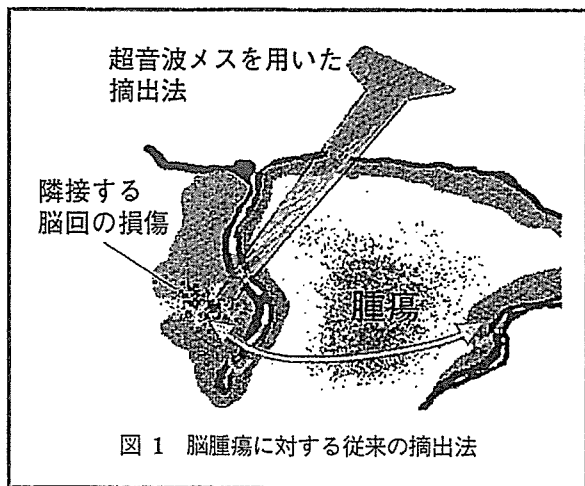 超音波メスを用いた
摘出法
隣接する
脳回の損傷
腫瘍
図 1 脳腫瘍に対する従来の摘出法